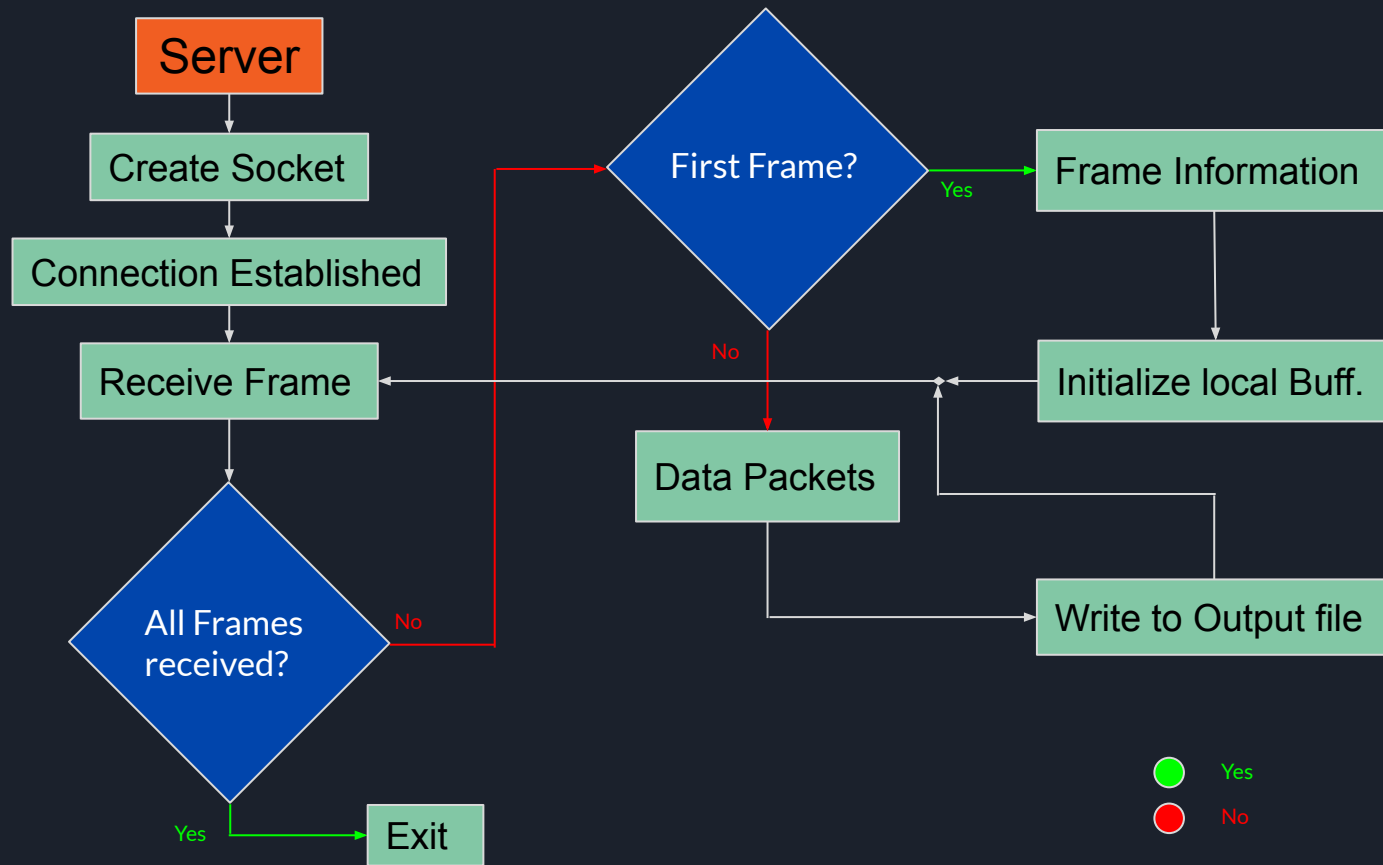 Server
Create Socket
Connection Established
Receive Frame
All Frames
received?
No
Yes
Exit
First Frame?
Yes
No
Frame Information
Initialize local Buff.
Data Packets
Write to Output file
Yes
No